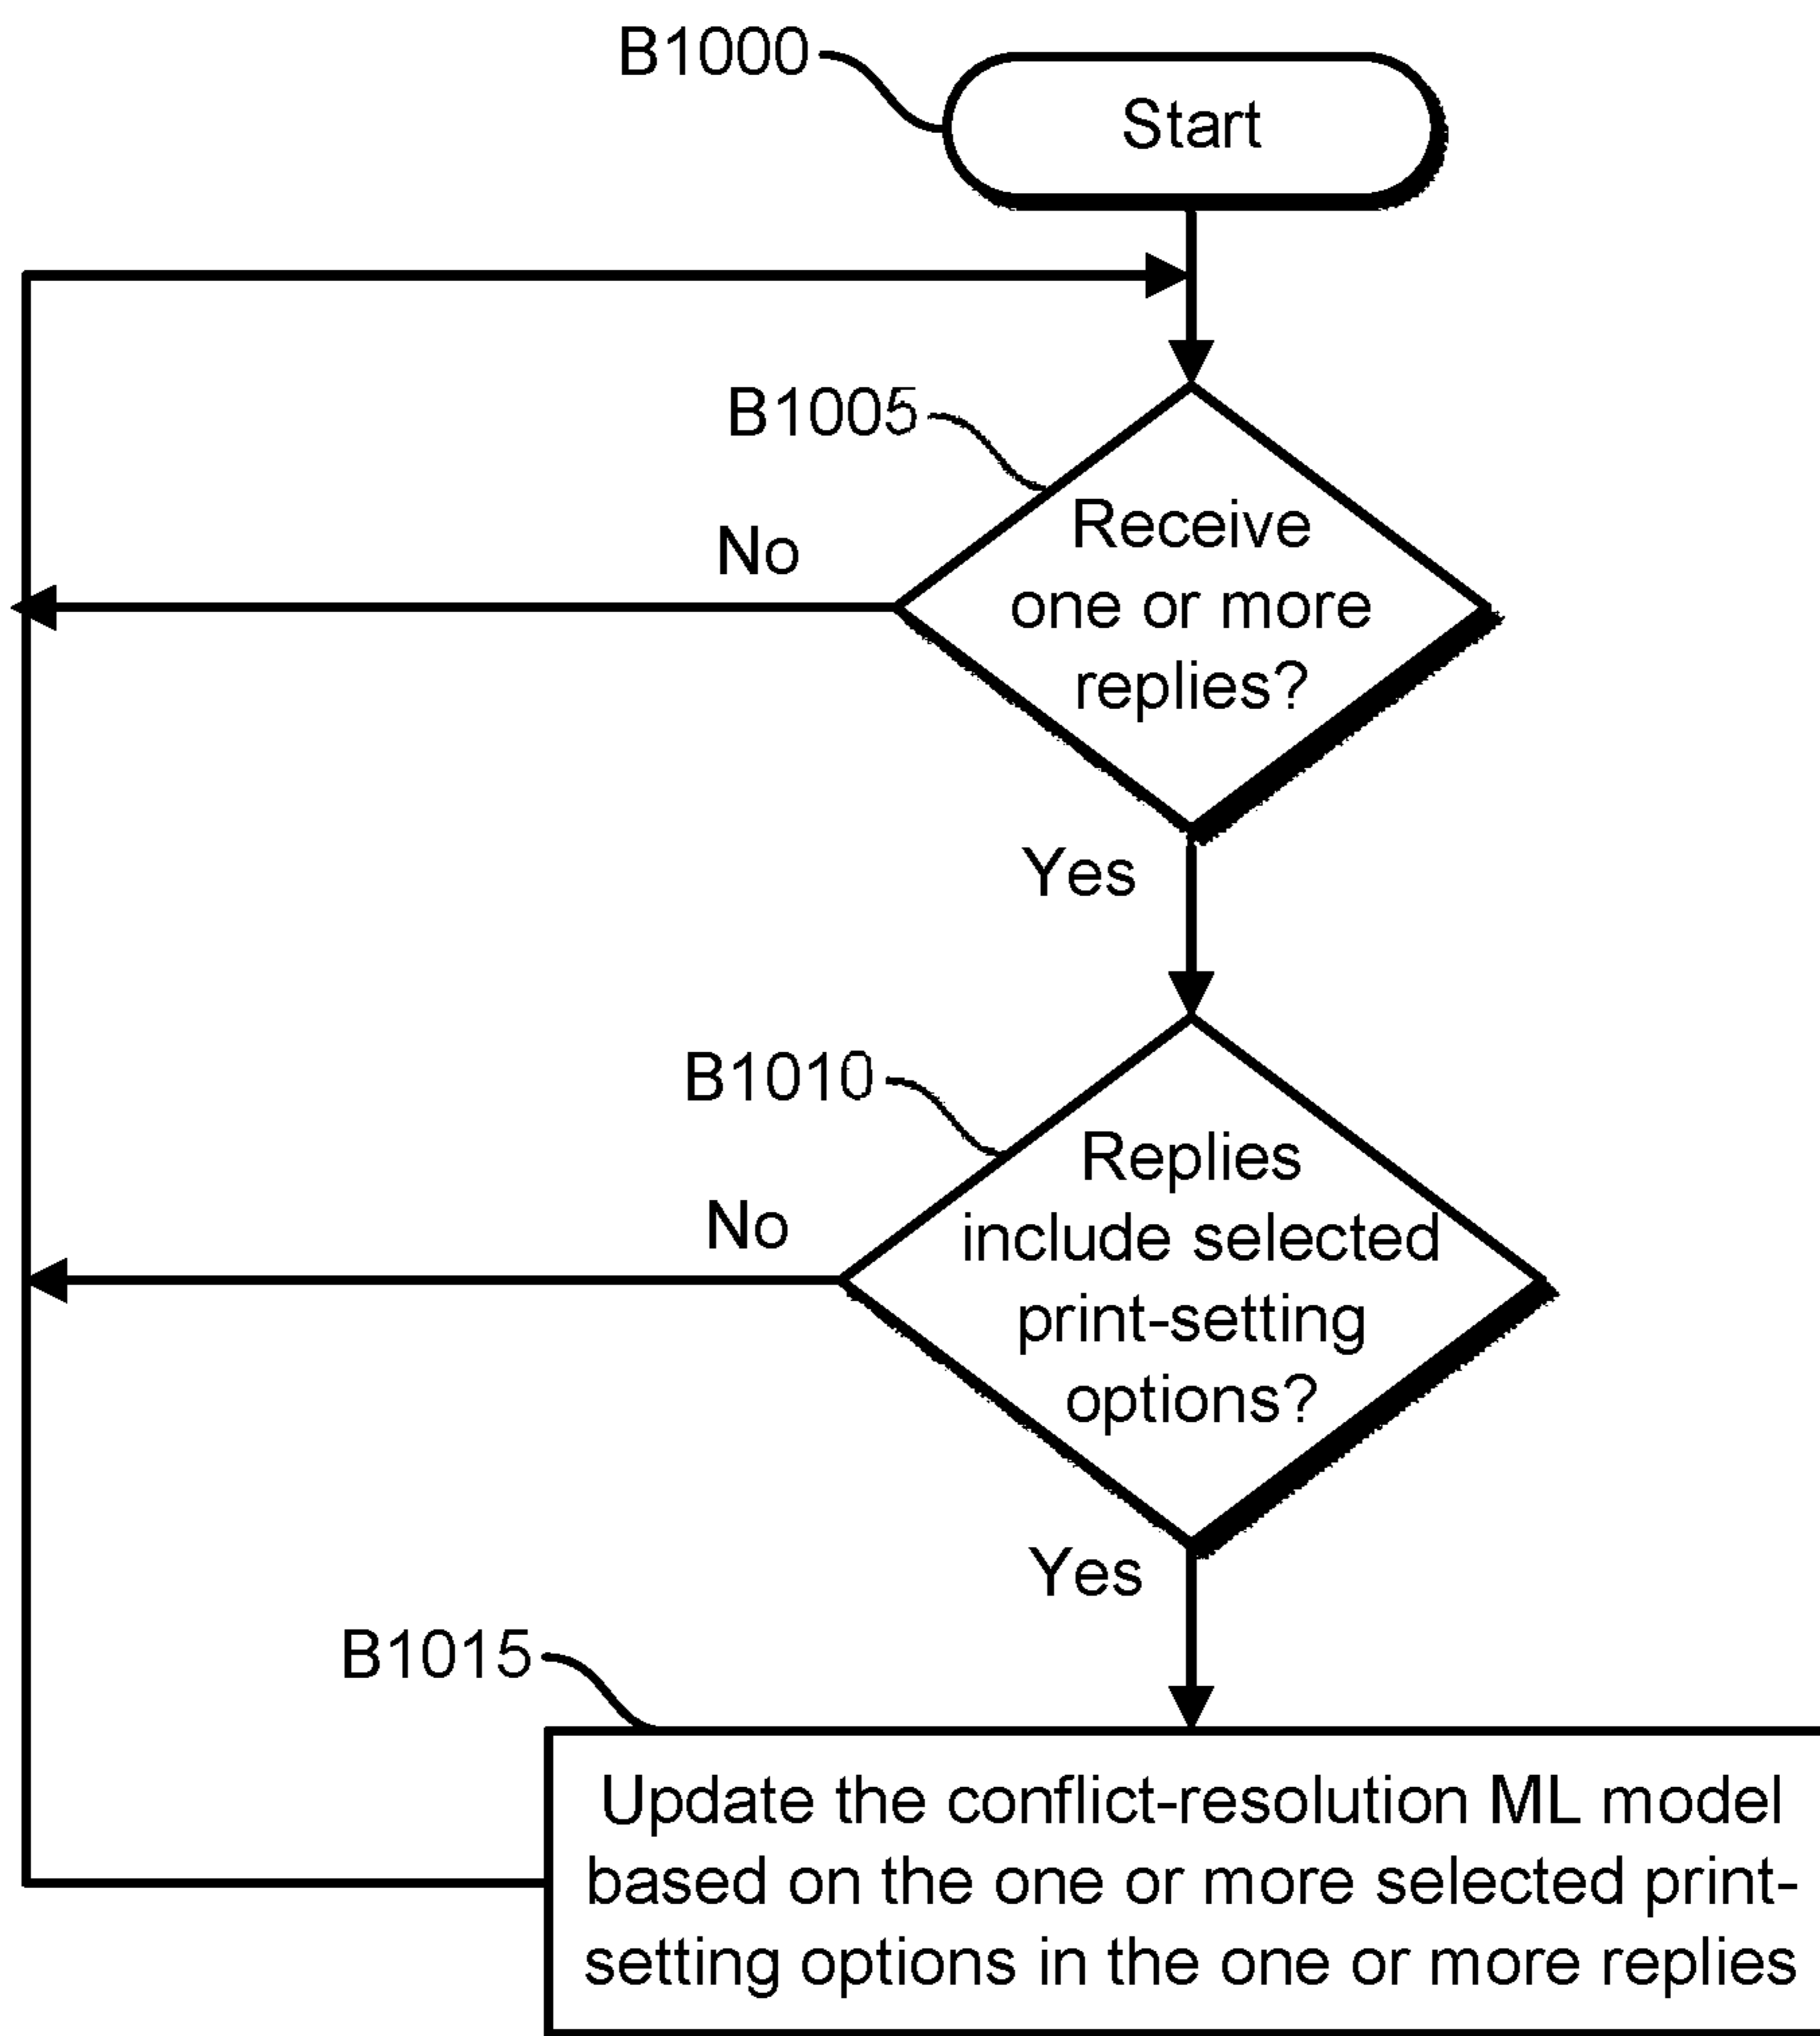 B1000
Start
B1005
Receive
one or more
replies?
No
Yes
B1010
Replies
include selected
print-setting
options?
No
Yes
B1015
Update the conflict-resolution ML model
based on the one or more selected print-
setting options in the one or more replies